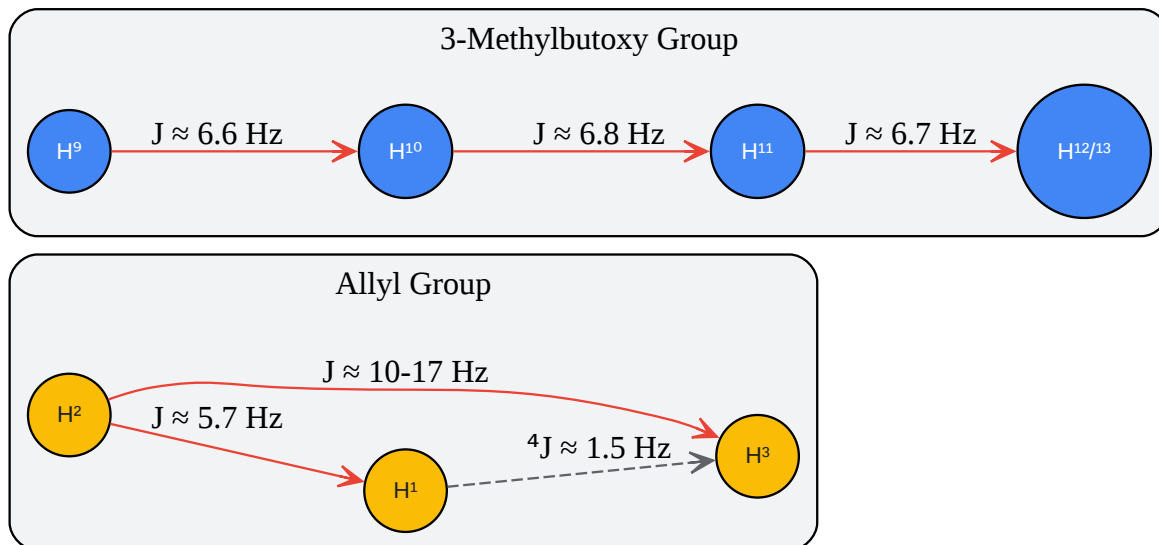 3-Methylbutoxy Group
J ≈ 6.6 Hz
J ≈ 6.8 Hz
J ≈ 6.7 Hz
H⁹
H¹⁰
H¹¹
H¹²/¹³
Allyl Group
J ≈ 10-17 Hz
H²
J ≈ 5.7 Hz
⁴J ≈ 1.5 Hz
H³
H¹